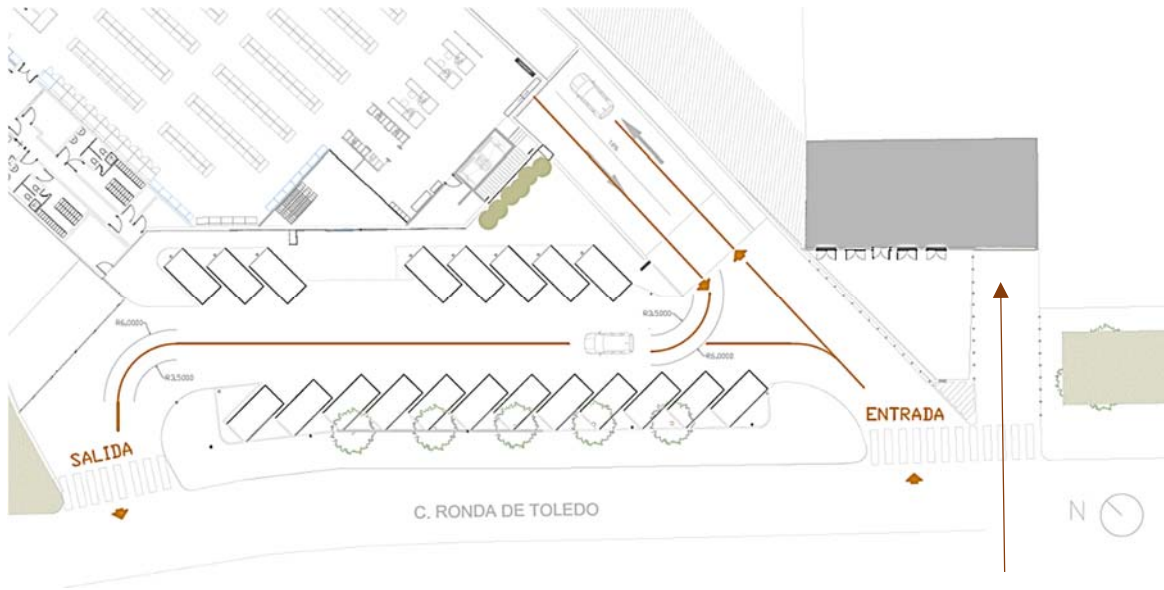 R6,0000
R3,5000
R3,5000
R6,0000
ENTRADA
SALIDA
C. RONDA DE TOLEDO
N